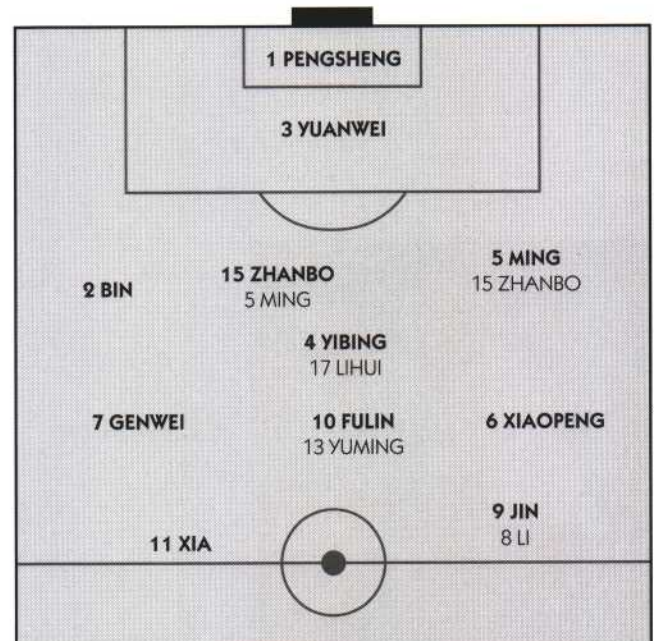 1 PENGSHENG
3 YUANWEI
2 BIN
15 ZHANBO
5 MING
5 MING
15 ZHANBO
4 YIBING
17 LIHUI
7 GENWEI
10 FULIN
13 YUMING
6 XIAOPENG
11 XIA
9 JIN
8 LI